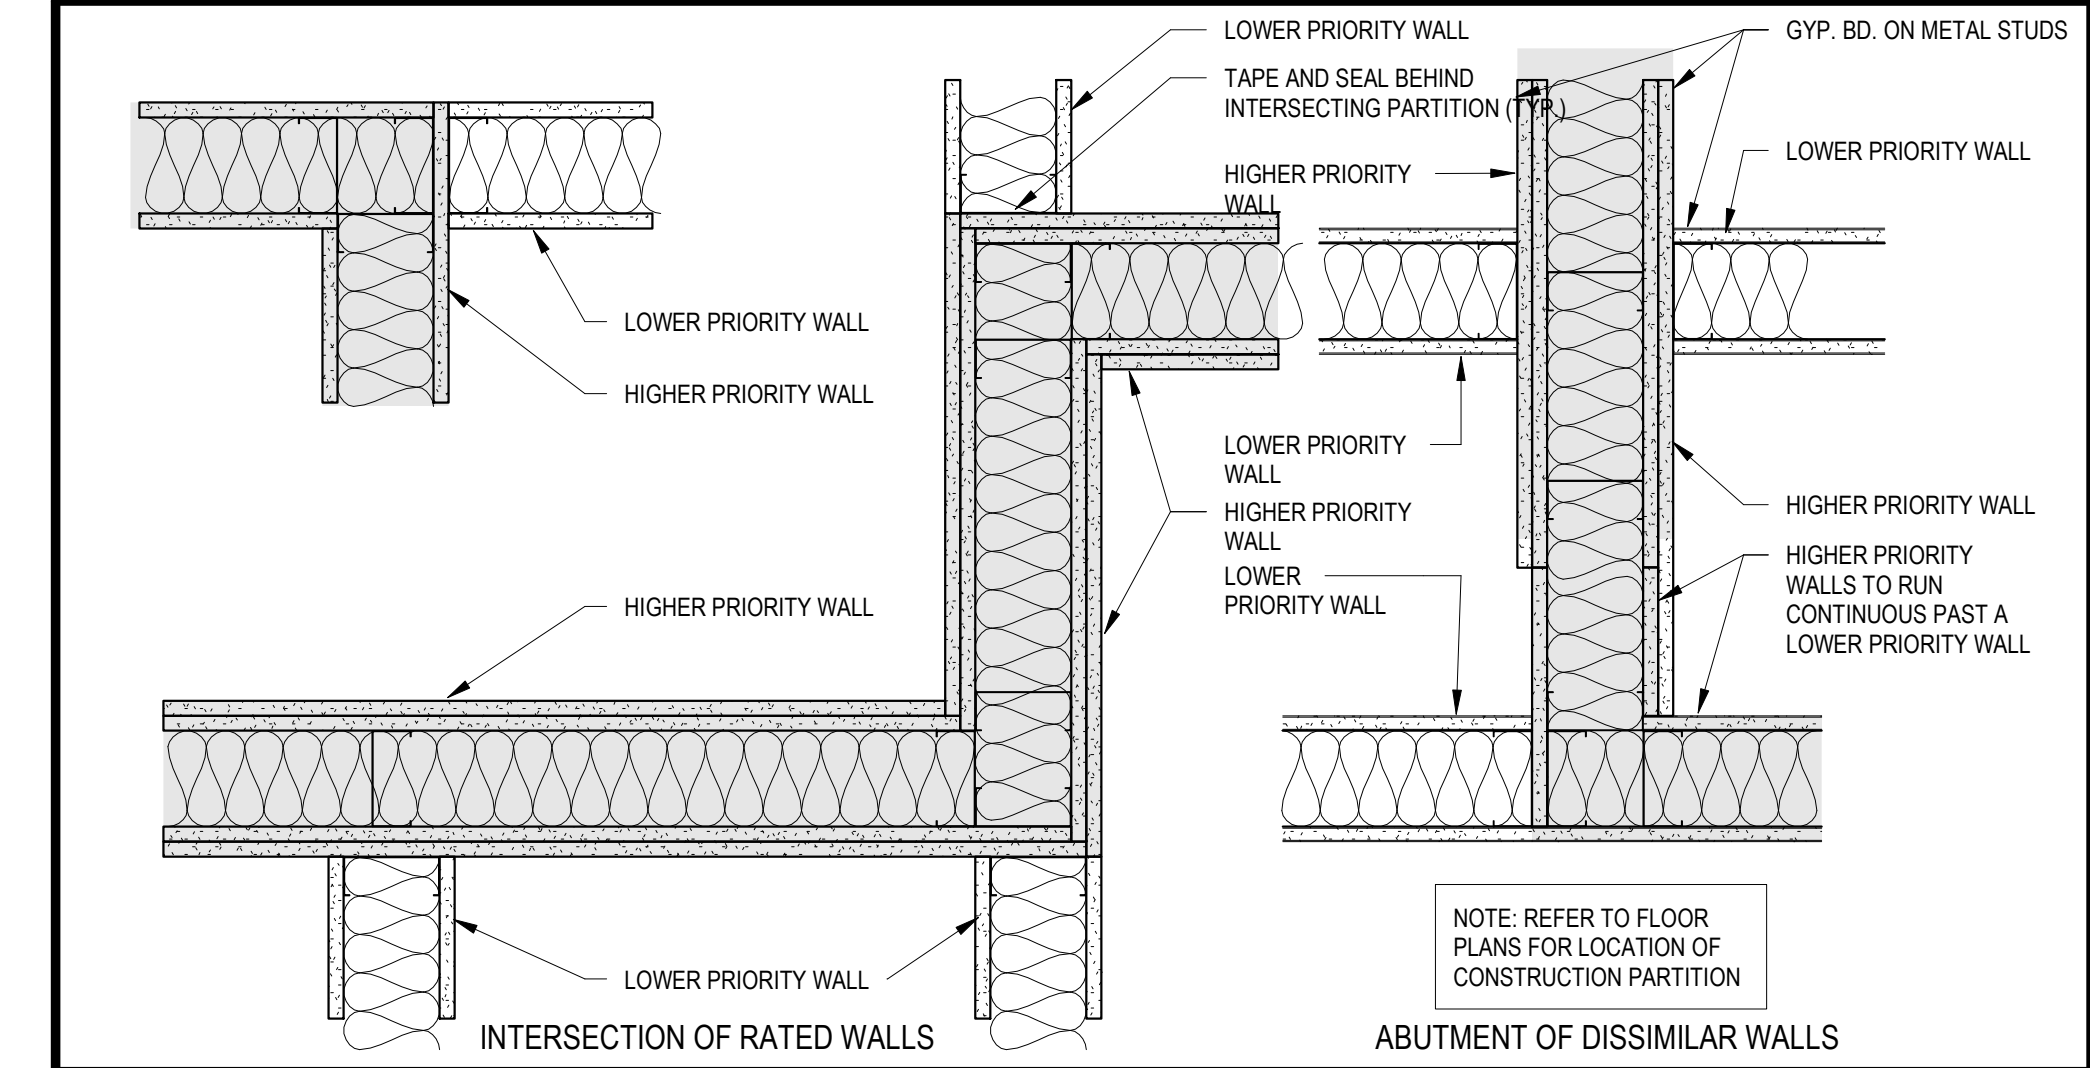 LOWER PRIORITY WALL
TAPE AND SEAL BEHIND
INTERSECTING PARTITION (TYP.)
LOWER PRIORITY WALL
HIGHER PRIORITY WALL
HIGHER PRIORITY WALL
LOWER PRIORITY WALL
INTERSECTION OF RATED WALLS
HIGHER PRIORITY
WALL
LOWER PRIORITY
WALL
HIGHER PRIORITY
WALL
LOWER
PRIORITY WALL
GYP. BD. ON METAL STUDS
LOWER PRIORITY WALL
HIGHER PRIORITY WALL
HIGHER PRIORITY
WALLS TO RUN
CONTINUOUS PAST A
LOWER PRIORITY WALL
NOTE: REFER TO FLOOR
PLANS FOR LOCATION OF
CONSTRUCTION PARTITION
ABUTMENT OF DISSIMILAR WALLS